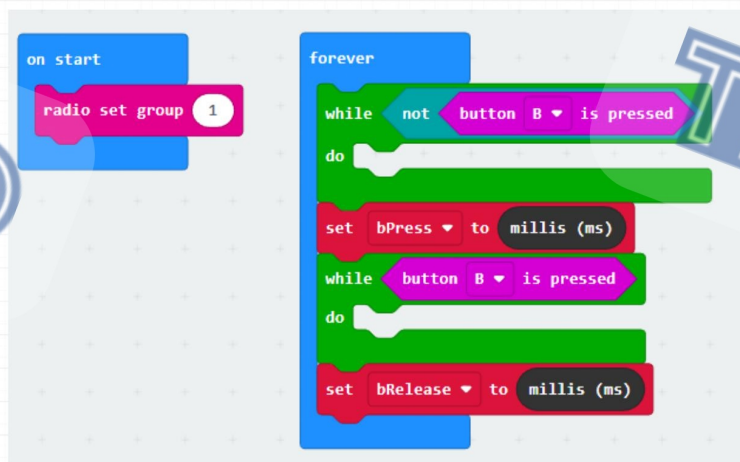 on start
radio set group 1
forever
while not button B is pressed
do
set bPress to millis (ms)
while button B is pressed
do
set bRelease to millis (ms)